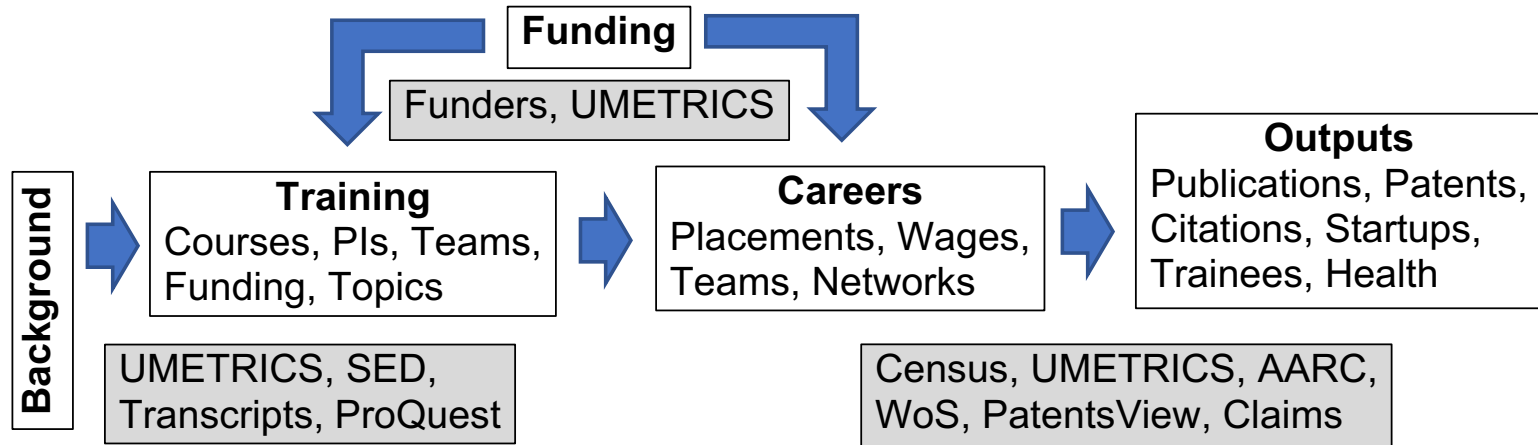 Funding
Funders, UMETRICS
Background
Training
Courses, PIs, Teams,
Funding, Topics
Careers
Placements, Wages,
Teams, Networks
Outputs
Publications, Patents,
Citations, Startups,
Trainees, Health
UMETRICS, SED,
Transcripts, ProQuest
Census, UMETRICS, AARC,
WoS, PatentsView, Claims